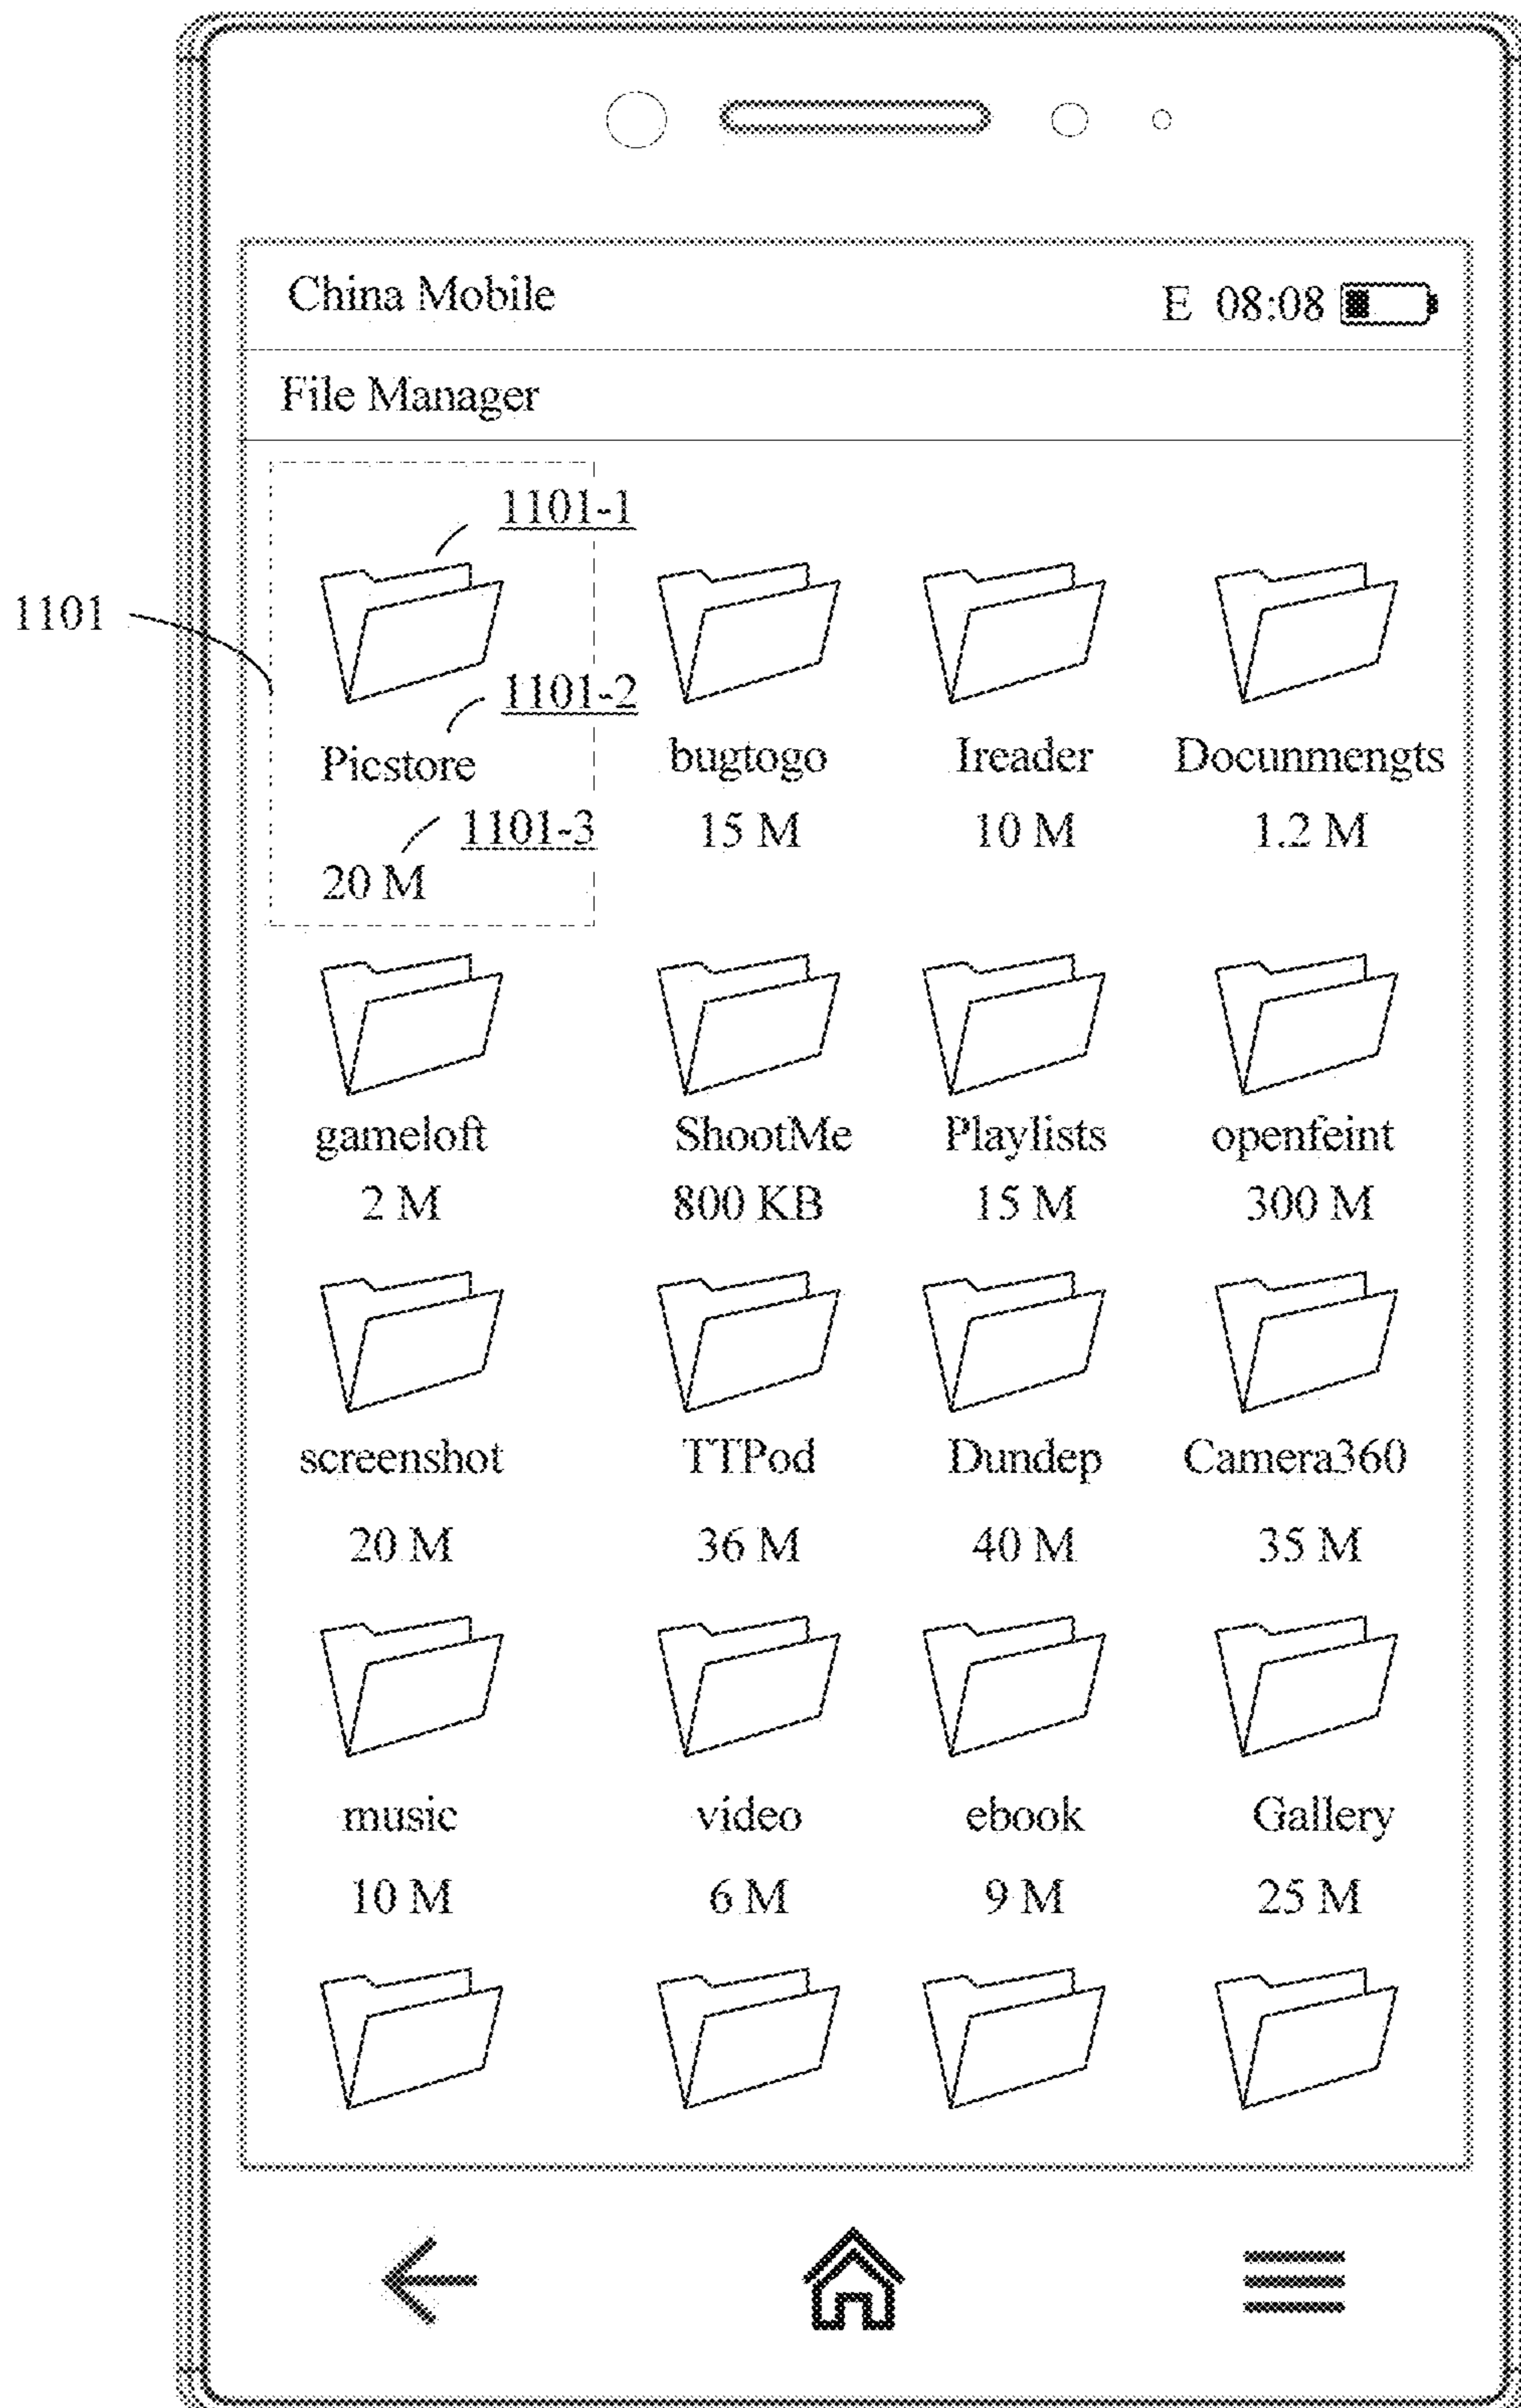 China Mobile E 08:08
File Manager
1101-1
1101
1101-2
Picstore bugtogo Ireader Docunmengts
1101-3 15 M 10 M 1.2 M
20 M
gameloft ShootMe Playlists openfeint
2 M 800 KB 15 M 300 M
screenshot TTPod Dundep Camera360
20 M 36 M 40 M 35 M
music video ebook Gallery
10 M 6 M 9 M 25 M